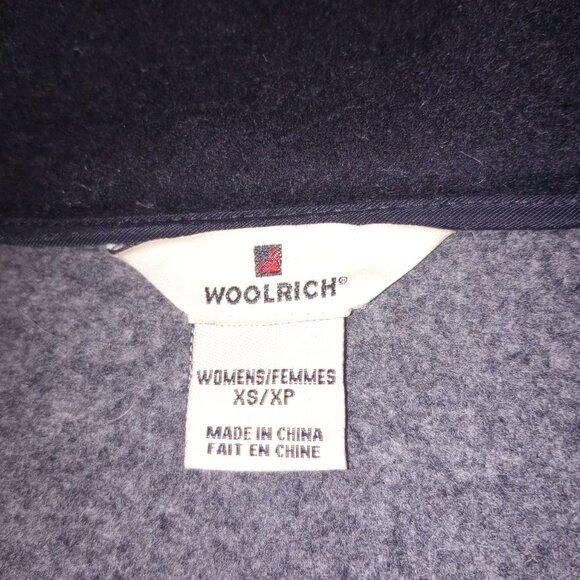 WOOLRICH®
WOMENS/FEMMES
XS/XP
MADE IN CHINA
FAIT EN CHINE